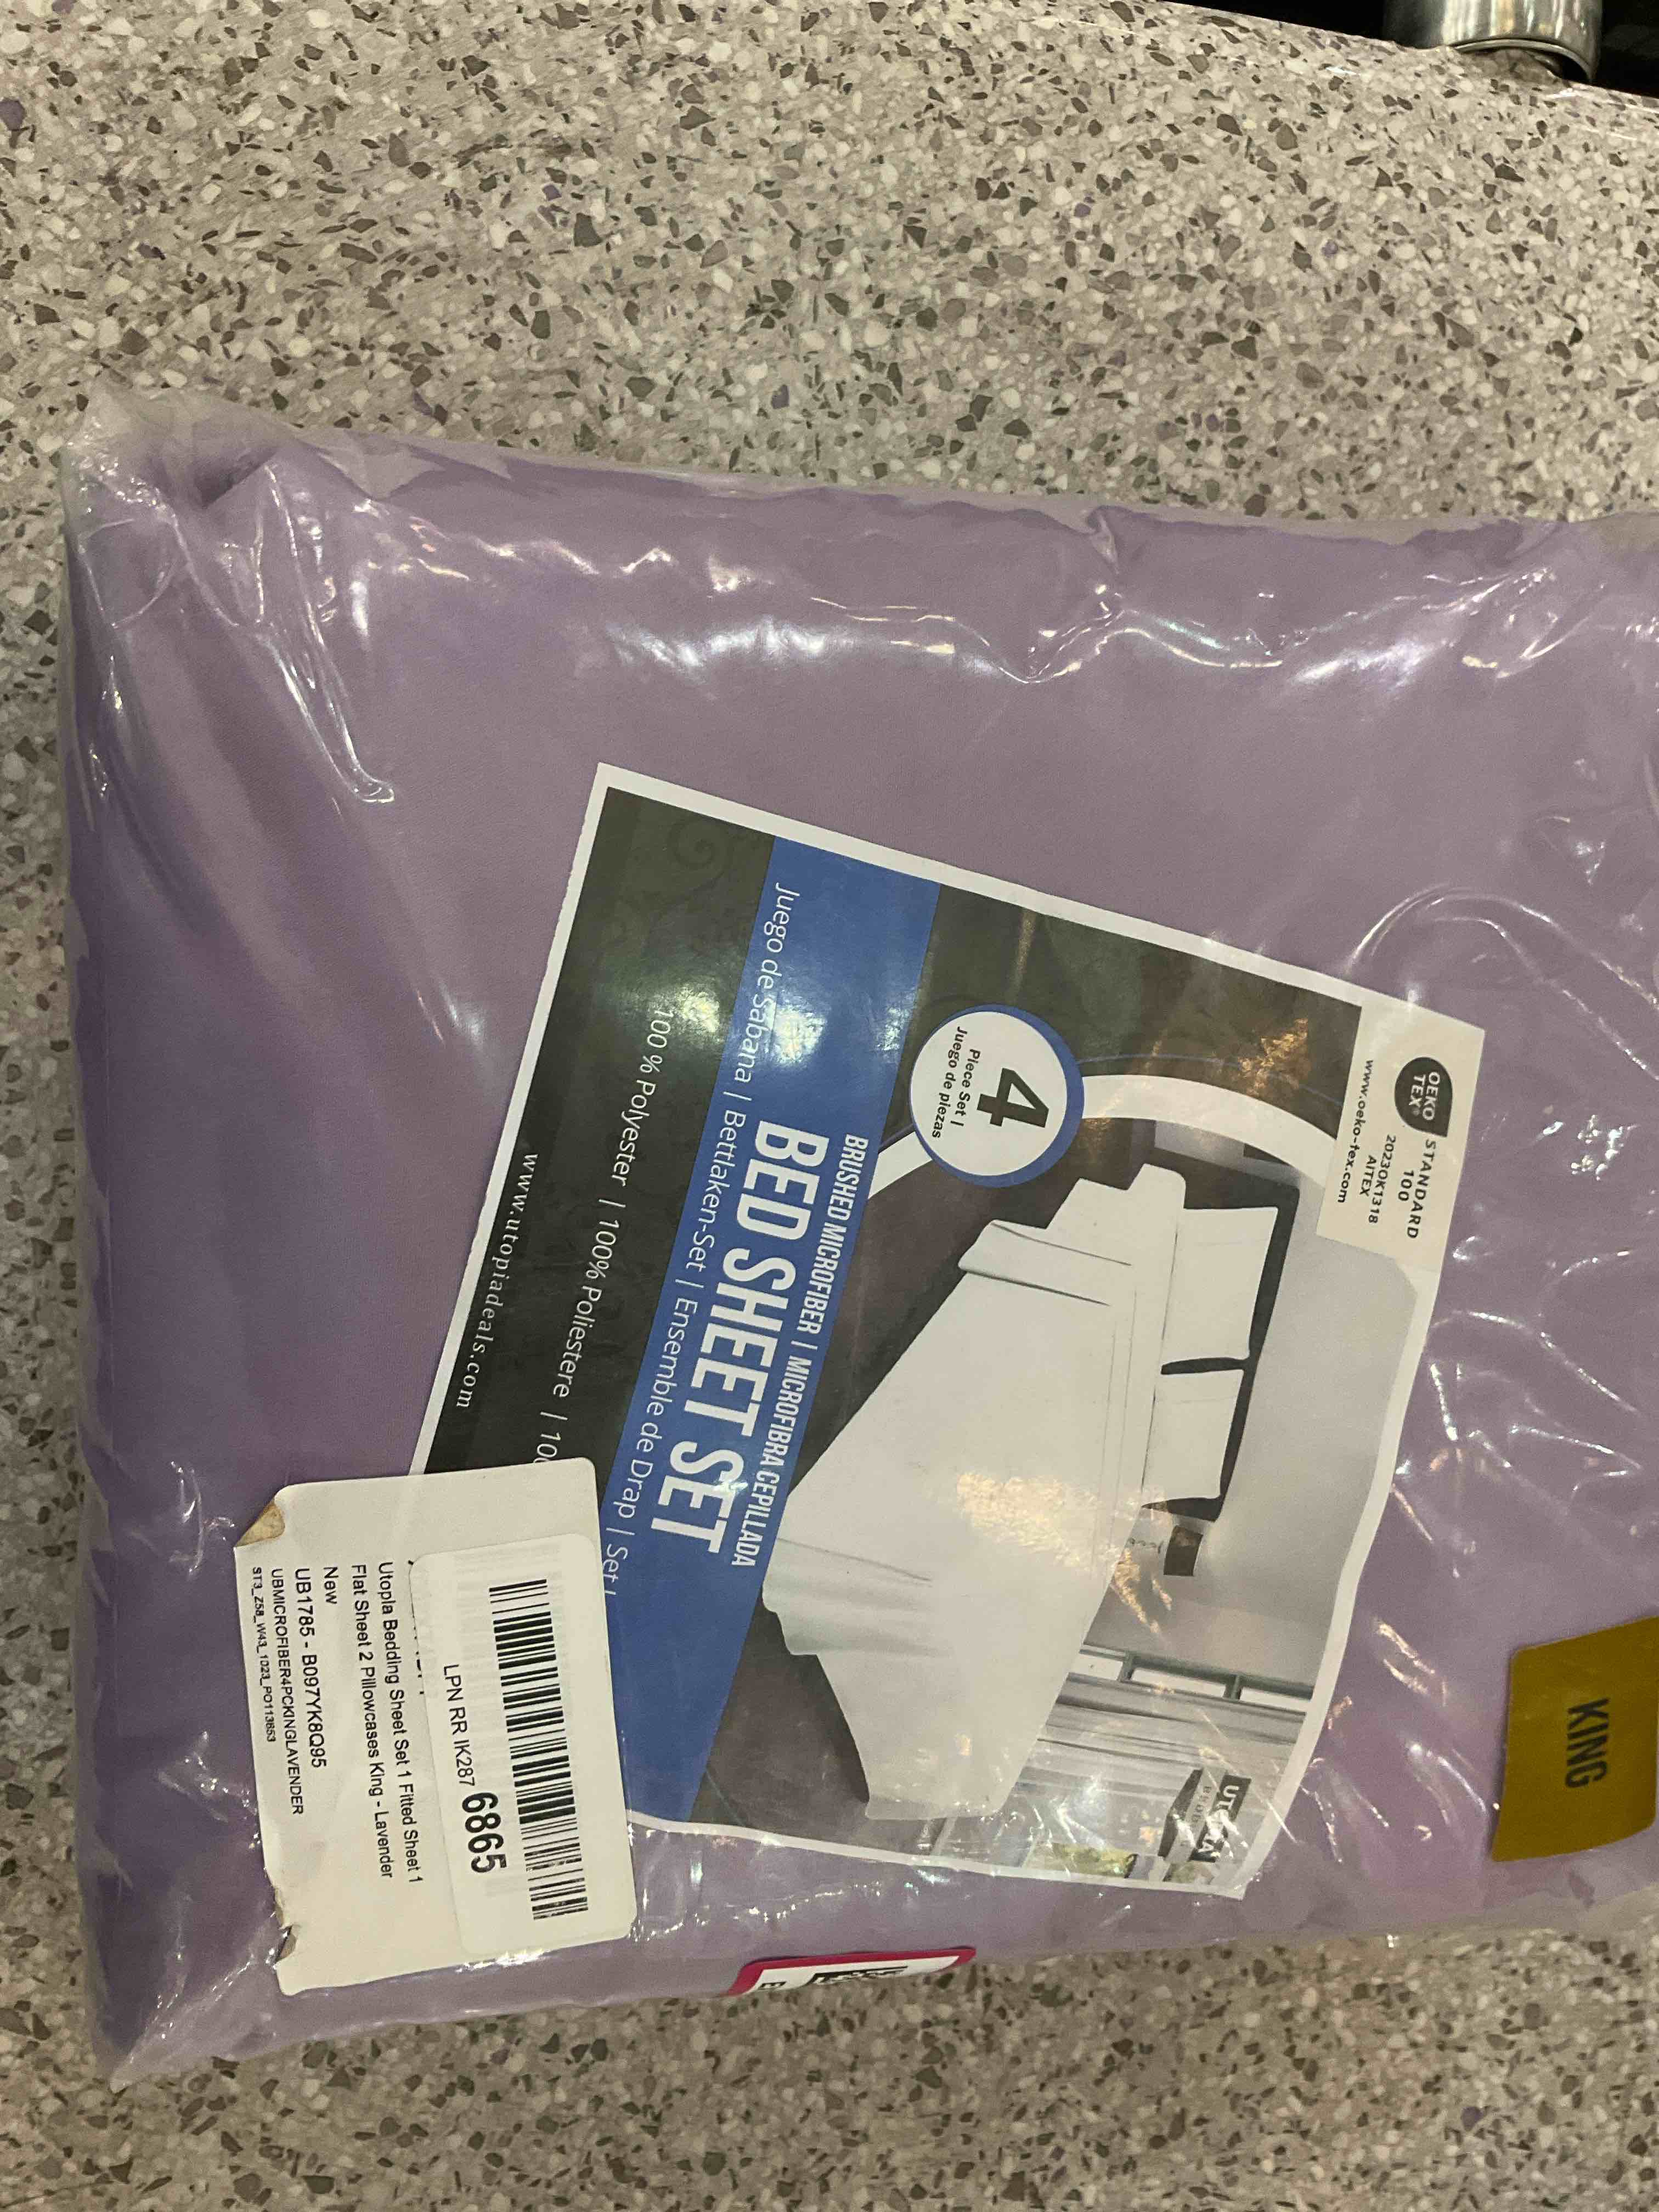 OEKO
TEX®
STANDARD
100
2023OK1318
AITEX
www.oeko-tex.com
4
Piece Set |
Juego de piezas
BRUSHED MICROFIBER | MICROFIBRA CEPILLADA
BED SHEET SET
Juego de Sabana | Bettlaken-Set | Ensemble de Drap | Set
100 % Polyester | 100% Poliestere |
www.utopiadeals.com
KING
LPN RR IK287 6865
Utopia Bedding Sheet Set 1 Fitted Sheet 1
Flat Sheet 2 Pillowcases King - Lavender
New
UB1785 - B097YK8Q95
UBMICROFIBER4PCKINGLAVENDER
ST3_Z58_W43_1023_PO113653